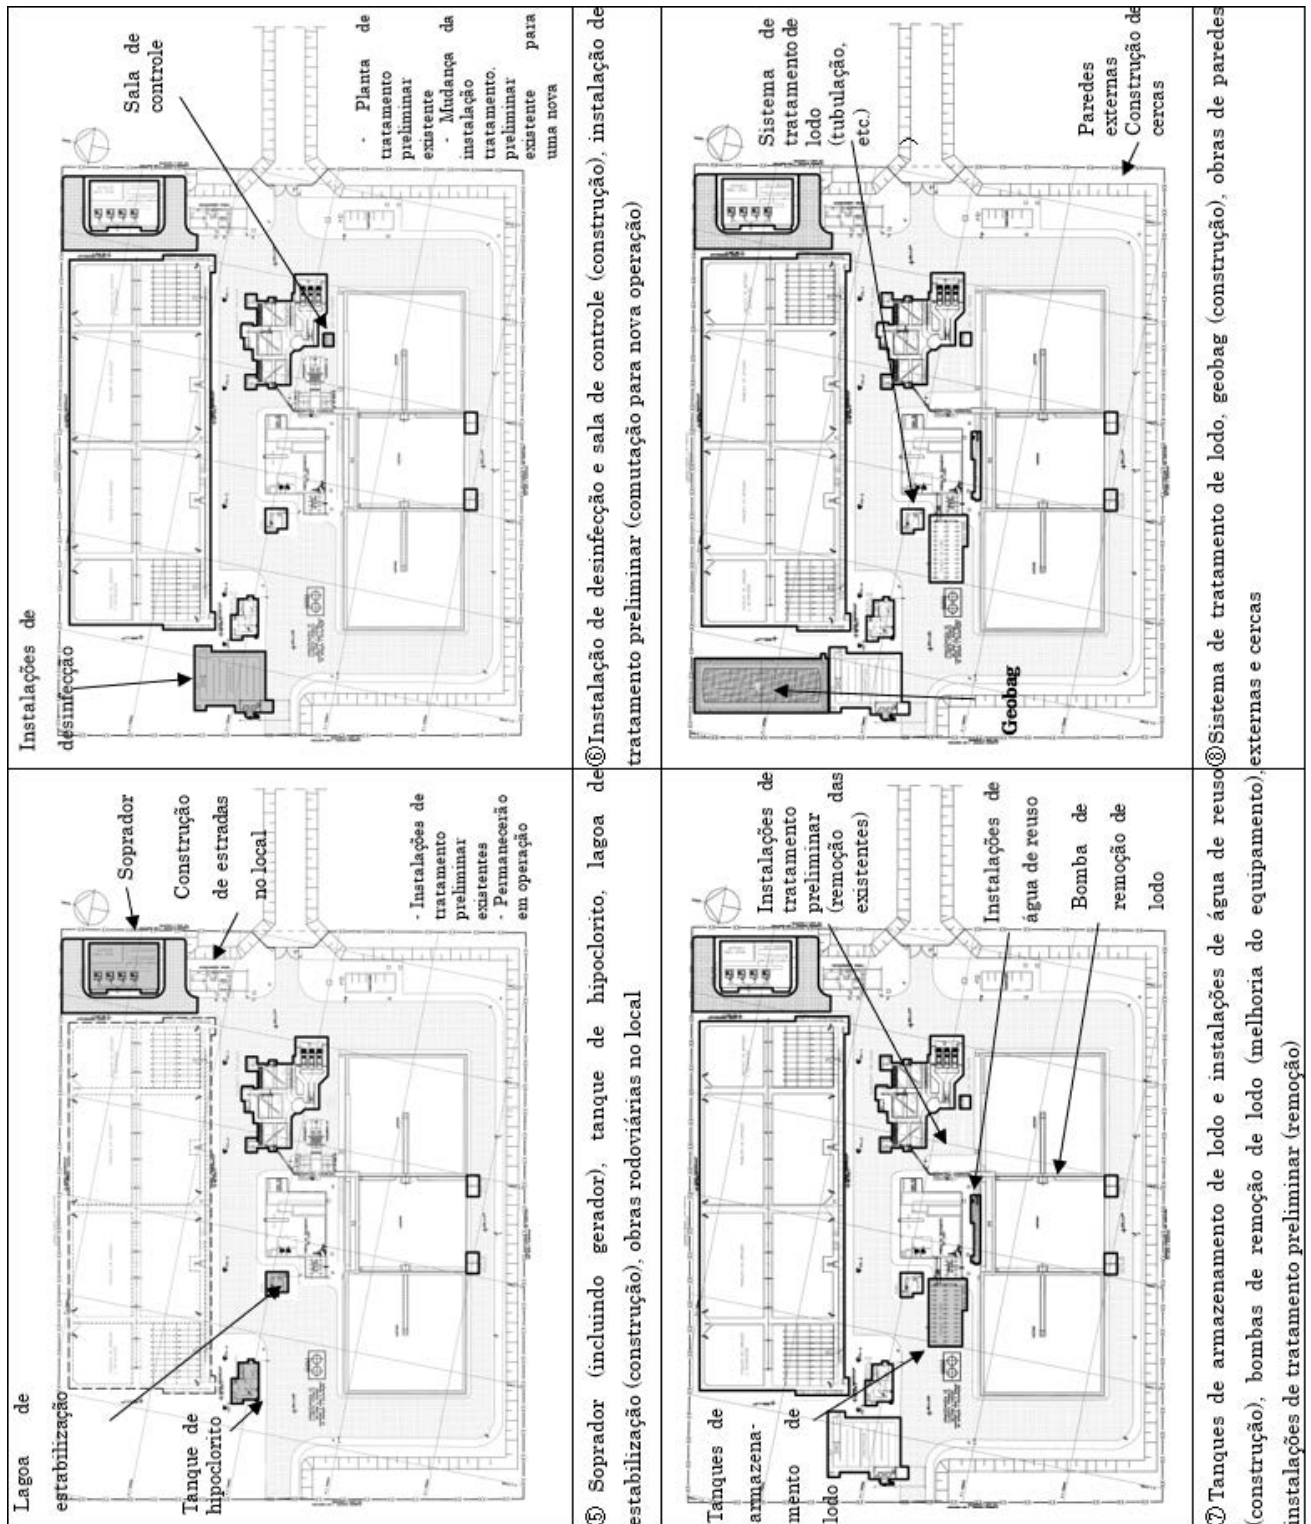 Lagoa de
estabilização
Tanque de
hipoclorito
Soprador
Construção
de estradas
no local
- Instalações de
tratamento
preliminar
existentes
- Permanecerão
em operação
⑤ Soprador (incluindo gerador), tanque de hipoclorito, lagoa de
estabilização (construção), obras rodoviárias no local
Instalações de
desinfecção
Sala de
controle
- Planta de
tratamento
preliminar
existente
- Mudança da
instalação
tratamento.
preliminar
existente para
uma nova
⑥Instalação de desinfecção e sala de controle (construção), instalação de
tratamento preliminar (comutação para nova operação)
Tanques de
armazena-
mento de
lodo
Instalações de
tratamento
preliminar
(remoção das
existentes)
Instalações de
água de reuso
Bomba de
remoção de
lodo
⑦Tanques de armazenamento de lodo e instalações de água de reuso
(construção), bombas de remoção de lodo (melhoria do equipamento),
instalações de tratamento preliminar (remoção)
Geobag
Sistema de
tratamento de
lodo
(tubulação,
etc.)
)
Paredes
externas
Construção de
cercas
⑧Sistema de tratamento de lodo, geobag (construção), obras de paredes
externas e cercas